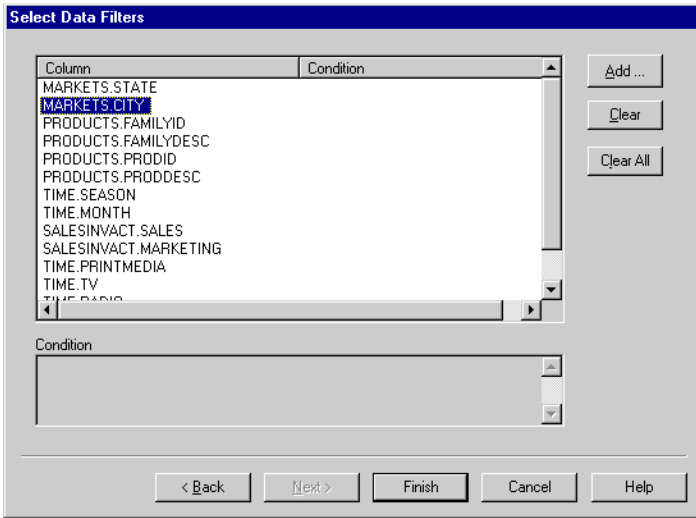 Select Data Filters
Column Condition
MARKETS.STATE
MARKETS.CITY
PRODUCTS.FAMILYID
PRODUCTS.FAMILYDESC
PRODUCTS.PRODID
PRODUCTS.PRODDESC
TIME.SEASON
TIME.MONTH
SALESINVACT.SALES
SALESINVACT.MARKETING
TIME.PRINTMEDIA
TIME.TV
TIME.RADIO
Add ...
Clear
Clear All
Condition
< Back Next > Finish Cancel Help